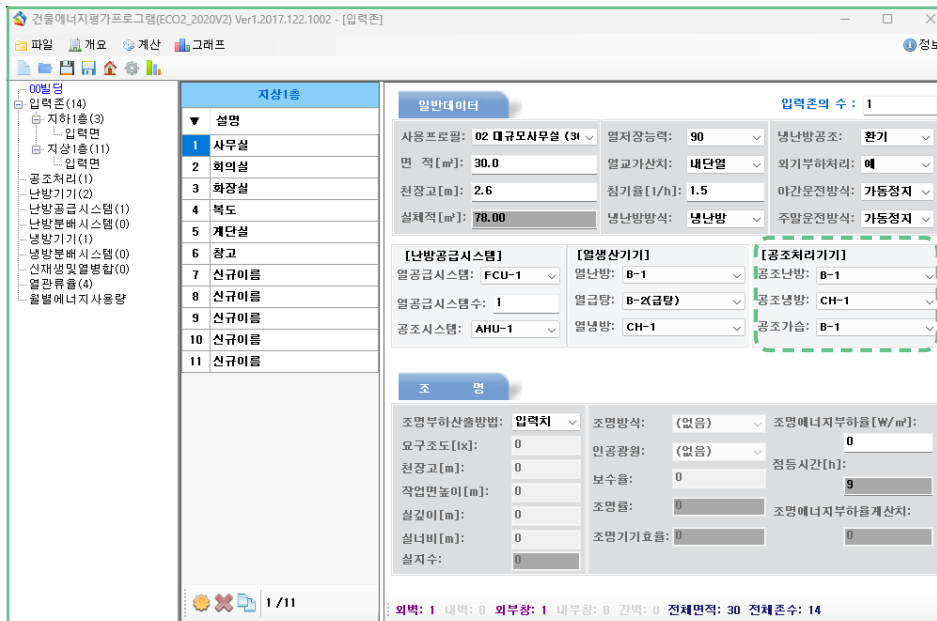 건물에너지평가프로그램(ECO2_2020V2) Ver1.2017.122.1002 - [입력존]
파일 개요 계산 그래프
00빌딩
입력존(14)
지하1층(3)
입력면
지상1층(11)
입력면
공조처리(1)
난방기기(2)
난방공급시스템(1)
난방분배시스템(0)
냉방기기(1)
냉방분배시스템(0)
신재생및열병합(0)
열관류율(4)
월별에너지사용량
지상1층
▼ 설명
1 사무실
2 회의실
3 화장실
4 복도
5 계단실
6 창고
7 신규이름
8 신규이름
9 신규이름
10 신규이름
11 신규이름
1 /11
일반데이터 입력존의 수 : 1
사용프로필: 02 대규모사무실 (3( 열저장능력: 90 냉난방공조: 환기
면 적[㎡]: 30.0 열교가산치: 내단열 외기부하처리: 예
천장고[m]: 2.6 침기율[1/h]: 1.5 야간운전방식: 가동정지
실체적[㎥]: 78.00 냉난방방식: 냉난방 주말운전방식: 가동정지
[난방공급시스템] [열생산기기] [공조처리기기]
열공급시스템: FCU-1 열난방: B-1 공조난방: B-1
열공급시스템수: 1 열급탕: B-2(급탕) 공조냉방: CH-1
공조시스템: AHU-1 열냉방: CH-1 공조가습: B-1
조 명
조명부하산출방법: 입력치 조명방식: (없음) 조명에너지부하율[W/㎡]:
요구조도[lx]: 0 인공광원: (없음) 0
천장고[m]: 0 보수율: 0 점등시간[h]:
작업면높이[m]: 0 조명률: 0 9
실깊이[m]: 0 조명에너지부하율계산치:
실너비[m]: 0 조명기기효율: 0 0
실지수: 0
외벽: 1 내벽: 0 외부창: 1 내부창: 0 간벽: 0 전체면적: 30 전체존수: 14